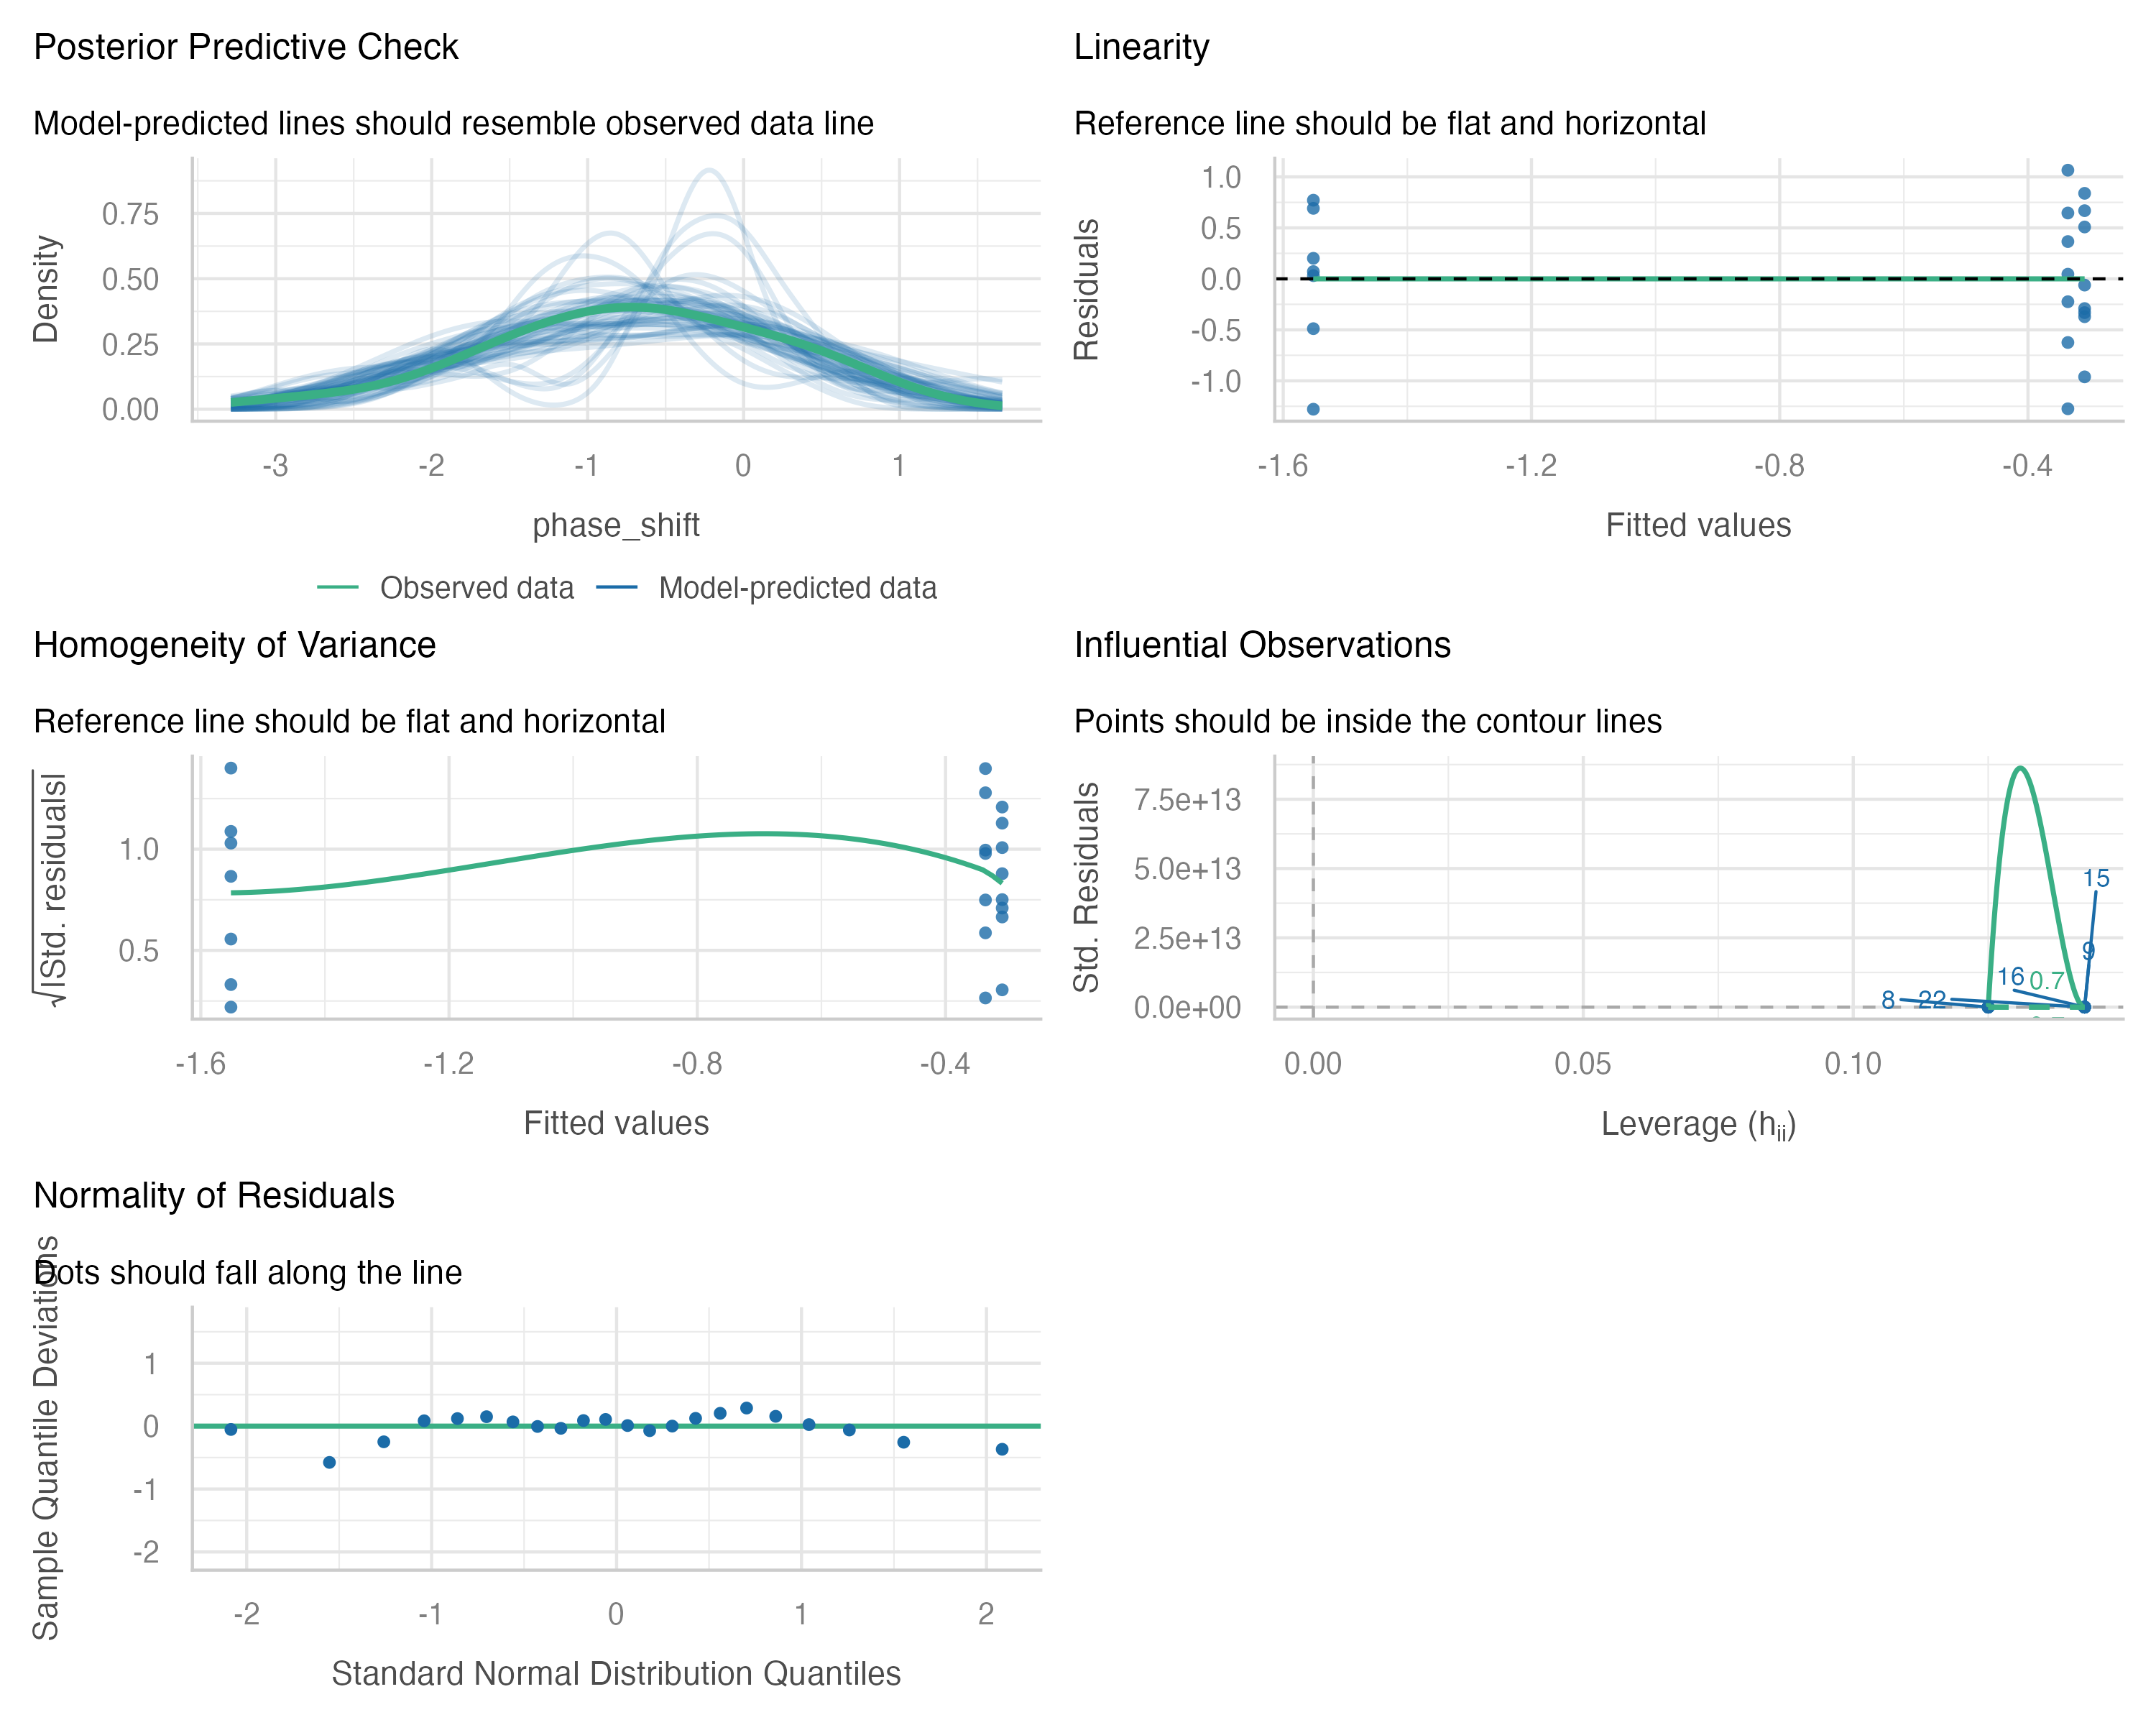 Posterior Predictive Check
Model-predicted lines should resemble observed data line
Density
0.75
0.50
0.25
0.00
-3 -2 -1 0 1
phase_shift
Observed data Model-predicted data
Linearity
Reference line should be flat and horizontal
Residuals
1.0
0.5
0.0
-0.5
-1.0
-1.6 -1.2 -0.8 -0.4
Fitted values
Homogeneity of Variance
Reference line should be flat and horizontal
√|Std. residuals|
1.0
0.5
-1.6 -1.2 -0.8 -0.4
Fitted values
Influential Observations
Points should be inside the contour lines
Std. Residuals
7.5e+13
5.0e+13
2.5e+13
0.0e+00
15
9
16 0.7
8 22
0.00 0.05 0.10
Leverage (hii)
Normality of Residuals
Dots should fall along the line
Sample Quantile Deviations
1
0
-1
-2
-2 -1 0 1 2
Standard Normal Distribution Quantiles